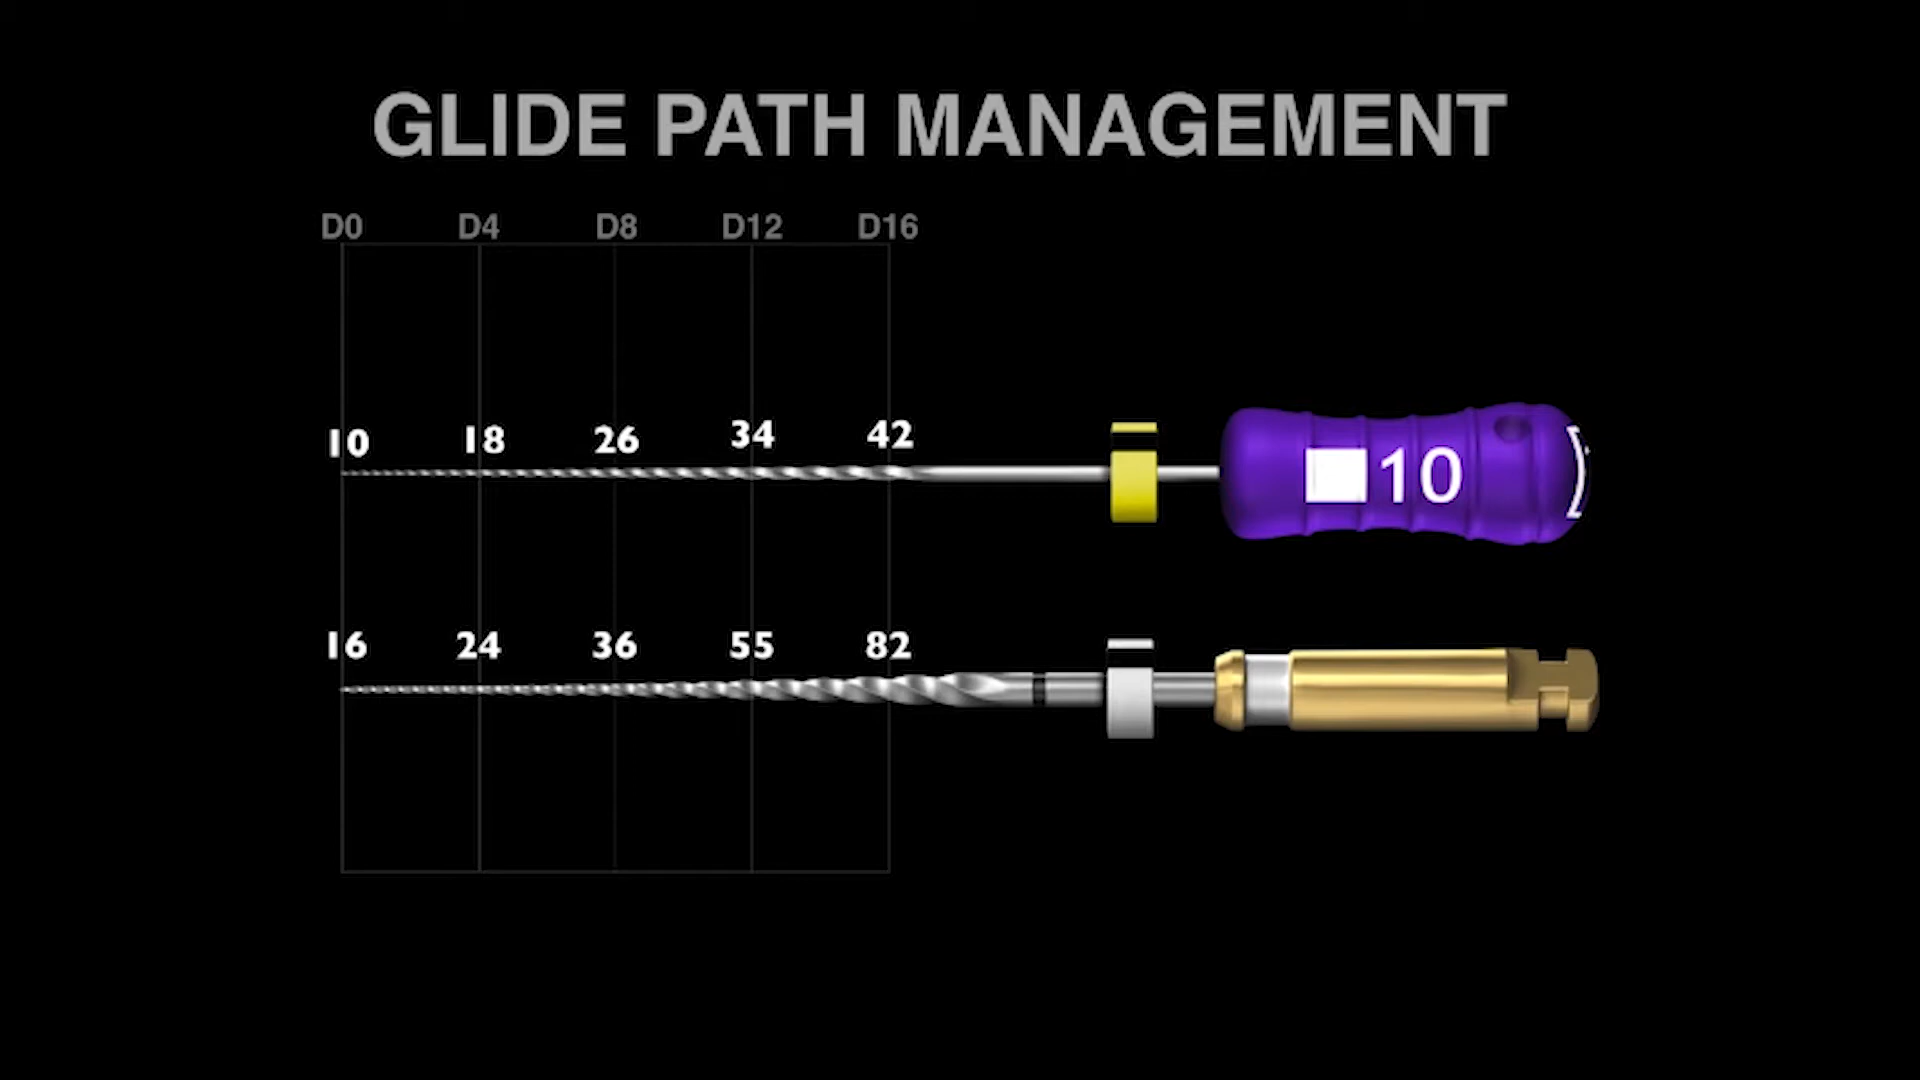 GLIDE PATH MANAGEMENT
D0 D4 D8 D12 D16
10 18 26 34 42
10
16 24 36 55 82